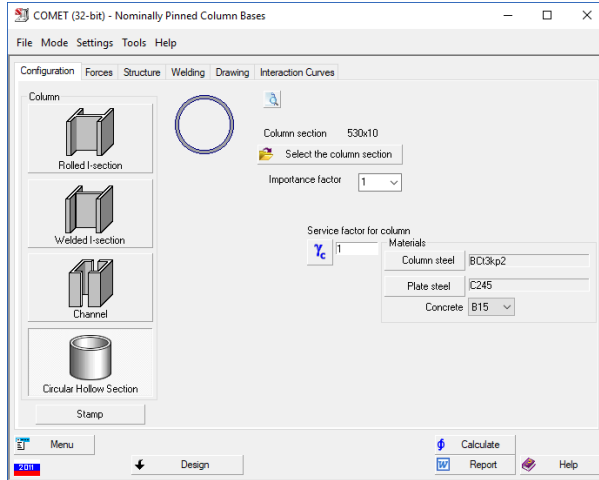 COMET (32-bit) - Nominally Pinned Column Bases
File Mode Settings Tools Help
Configuration Forces Structure Welding Drawing Interaction Curves
Column
Rolled I-section
Welded I-section
Channel
Circular Hollow Section
Stamp
Column section 530x10
Select the column section
Importance factor 1
Service factor for column
γc 1
Materials
Column steel BCt3kp2
Plate steel C245
Concrete B15
Menu
Calculate
2011
Design
Report
Help